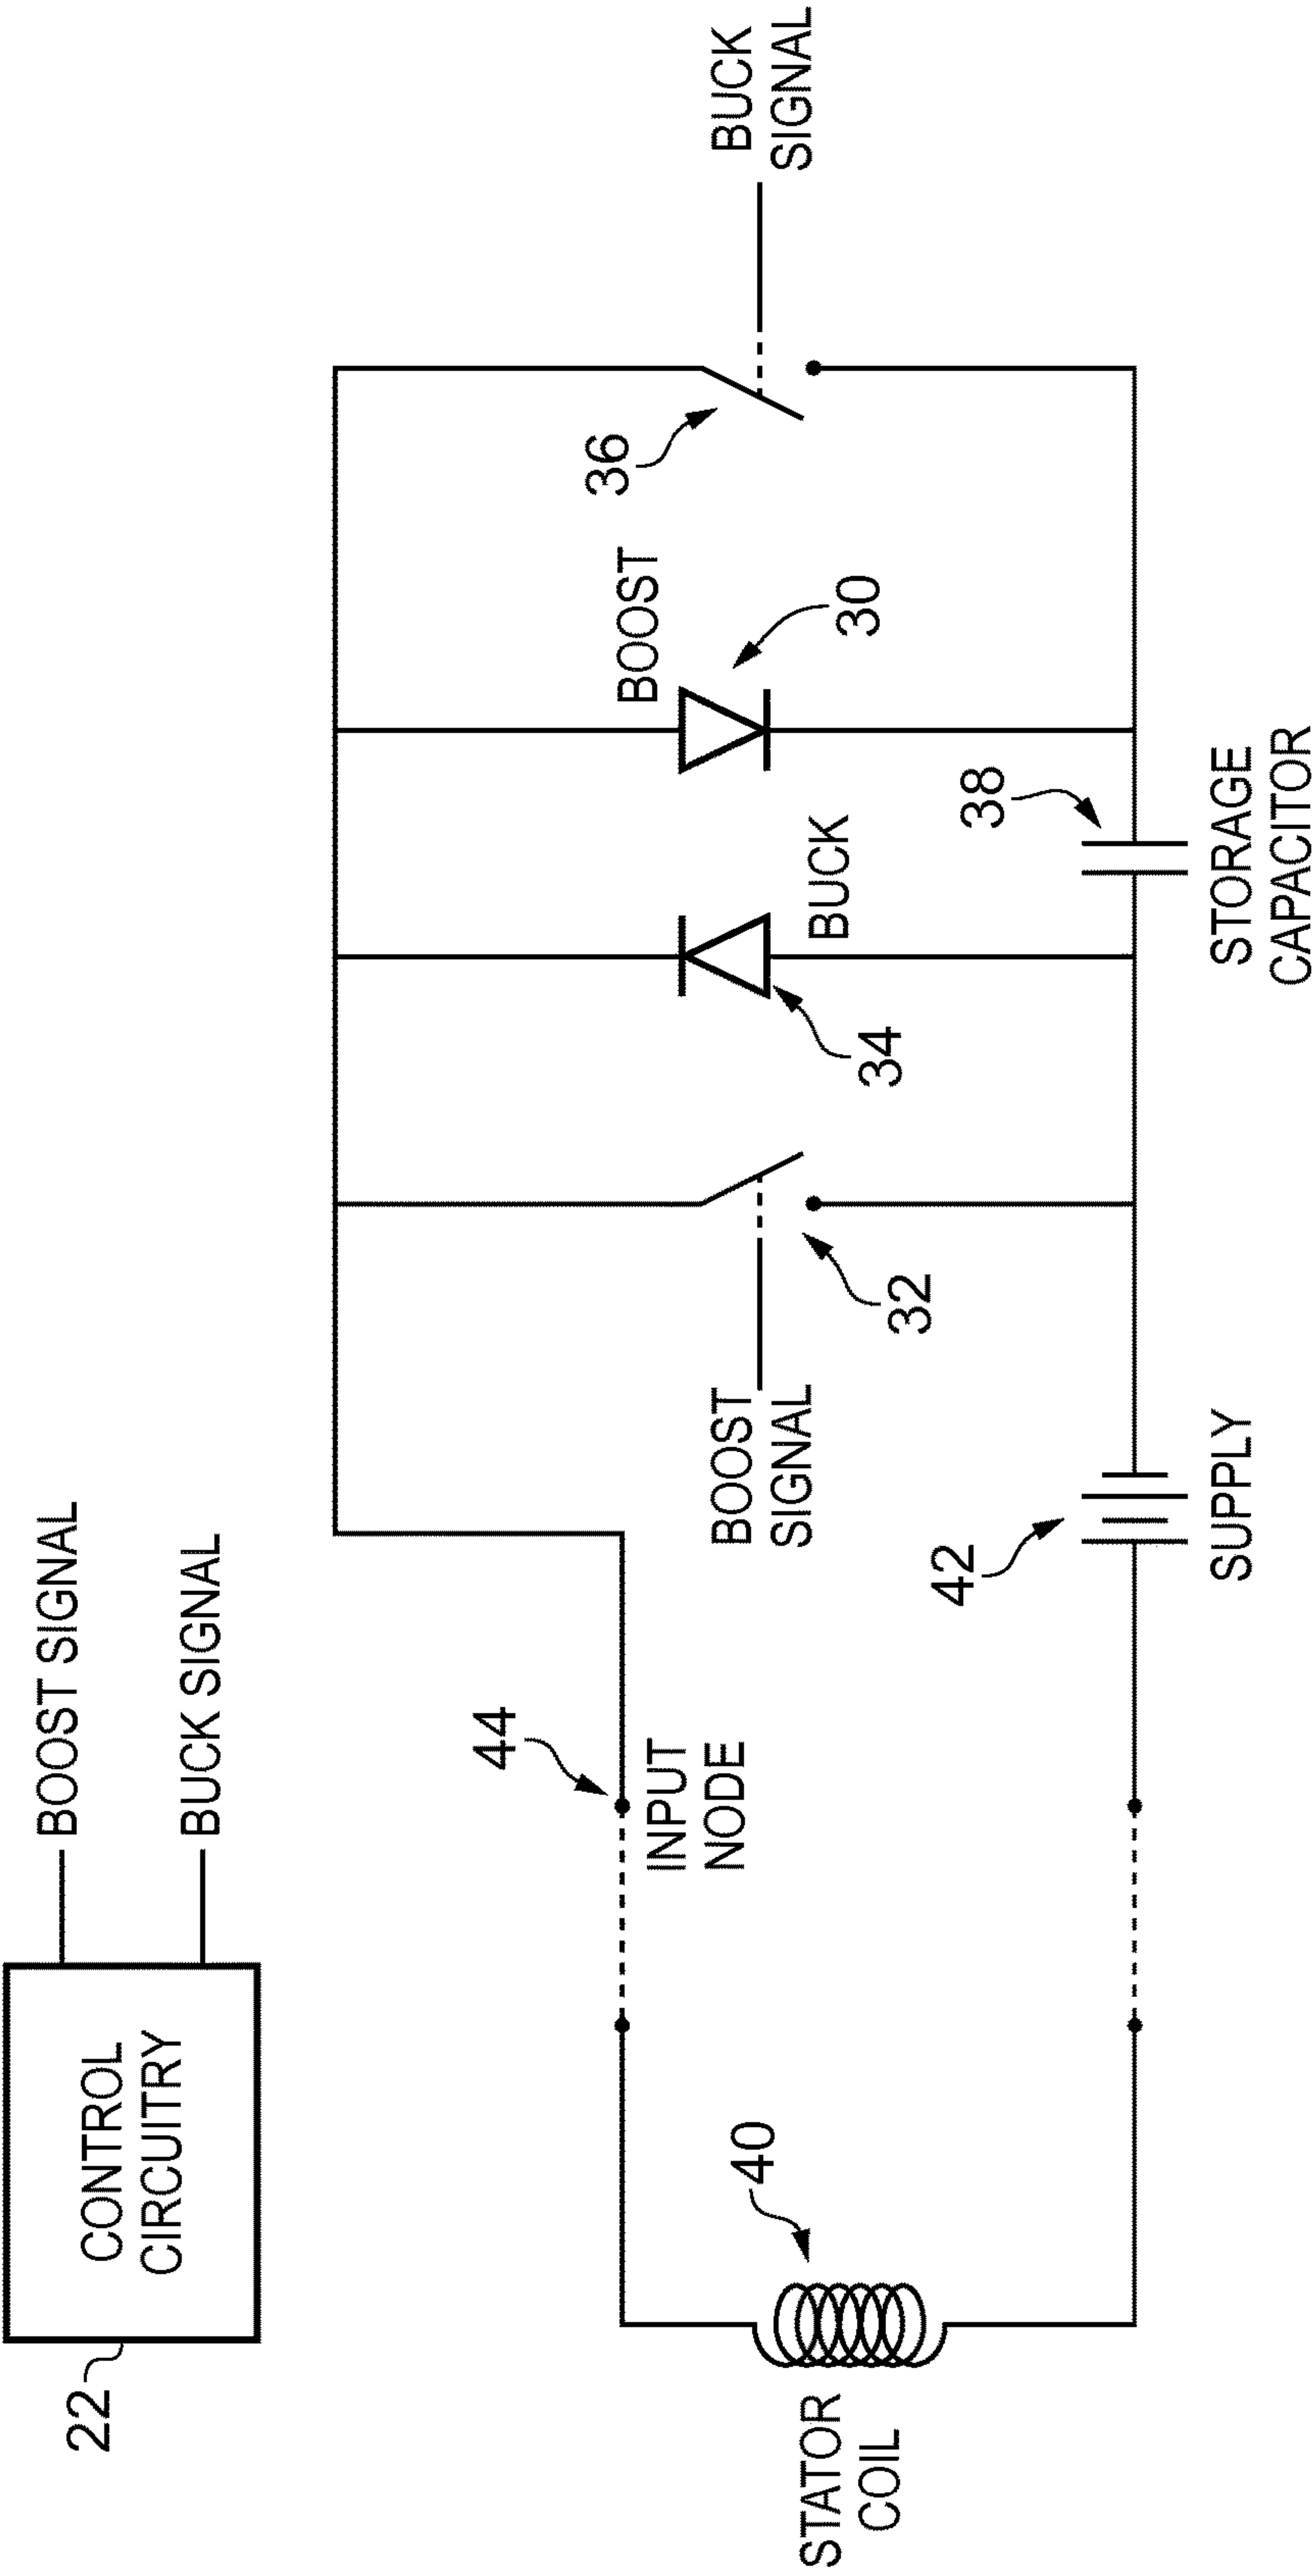 22
CONTROL
CIRCUITRY
BOOST SIGNAL
BUCK SIGNAL
44
INPUT
NODE
STATOR
COIL
40
BOOST
SIGNAL
32
34
BUCK
BOOST
30
36
BUCK
SIGNAL
42
SUPPLY
38
STORAGE
CAPACITOR